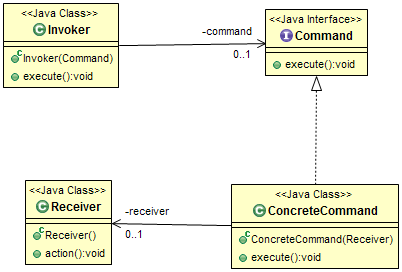 <<Java Class>>
Invoker
Invoker(Command)
execute():void
-command
0..1
<<Java Interface>>
Command
execute():void
<<Java Class>>
Receiver
Receiver()
action():void
-receiver
0..1
<<Java Class>>
ConcreteCommand
ConcreteCommand(Receiver)
execute():void